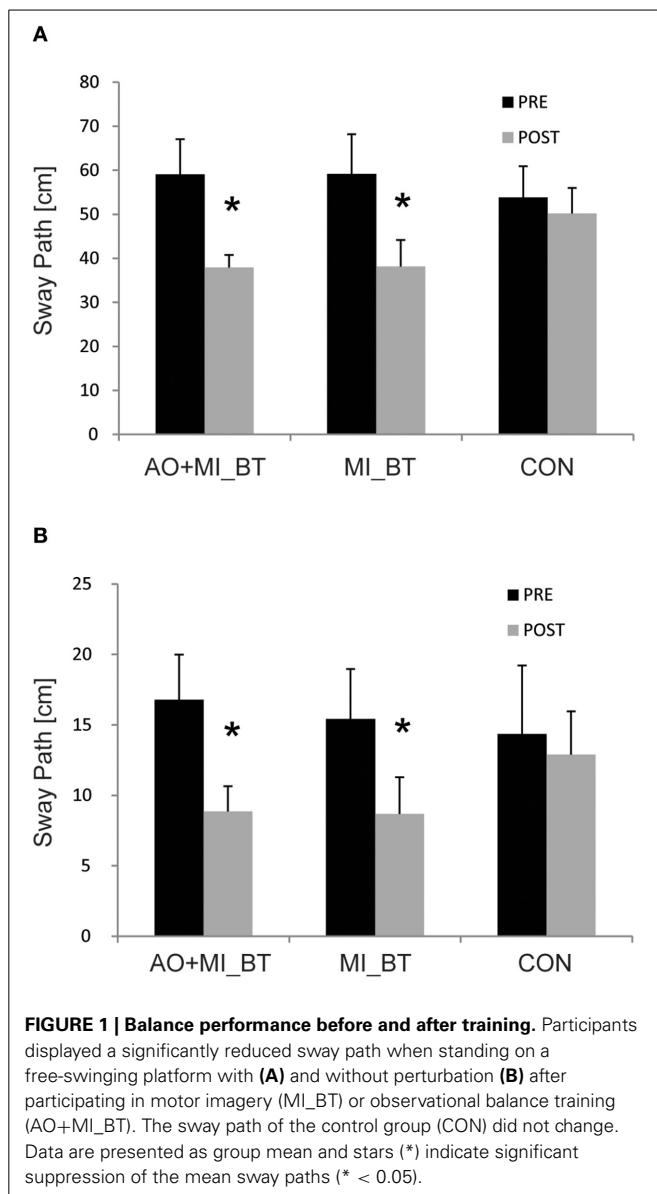 A
80
70
60
50
40
30
20
10
0
Sway Path [cm]
PRE
POST
*
*
AO+MI_BT MI_BT CON
B
25
20
15
10
5
0
Sway Path [cm]
PRE
POST
*
*
AO+MI_BT MI_BT CON
FIGURE 1 | Balance performance before and after training. Participants
displayed a significantly reduced sway path when standing on a
free-swinging platform with (A) and without perturbation (B) after
participating in motor imagery (MI_BT) or observational balance training
(AO+MI_BT). The sway path of the control group (CON) did not change.
Data are presented as group mean and stars (*) indicate significant
suppression of the mean sway paths (* < 0.05).